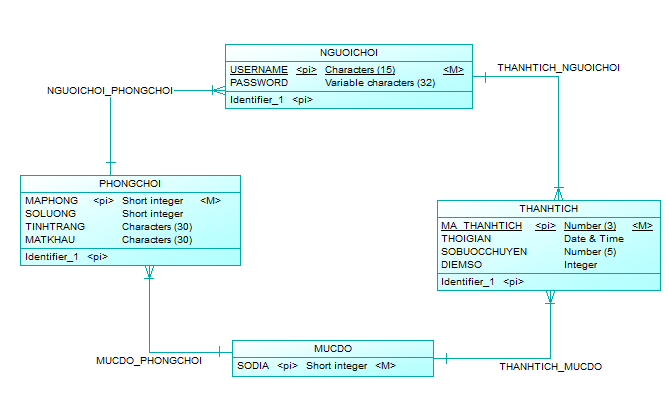 NGUOICHOI
USERNAME <pi> Characters (15) <M>
PASSWORD Variable characters (32)
Identifier_1 <pi>
THANHTICH_NGUOICHOI
NGUOICHOI_PHONGCHOI
PHONGCHOI
MAPHONG <pi> Short integer <M>
SOLUONG Short integer
TINHTRANG Characters (30)
MATKHAU Characters (30)
Identifier_1 <pi>
THANHTICH
MA_THANHTICH <pi> Number (3) <M>
THOIGIAN Date & Time
SOBUOCCHUYEN Number (5)
DIEMSO Integer
Identifier_1 <pi>
MUCDO
SODIA <pi> Short integer <M>
MUCDO_PHONGCHOI
THANHTICH_MUCDO